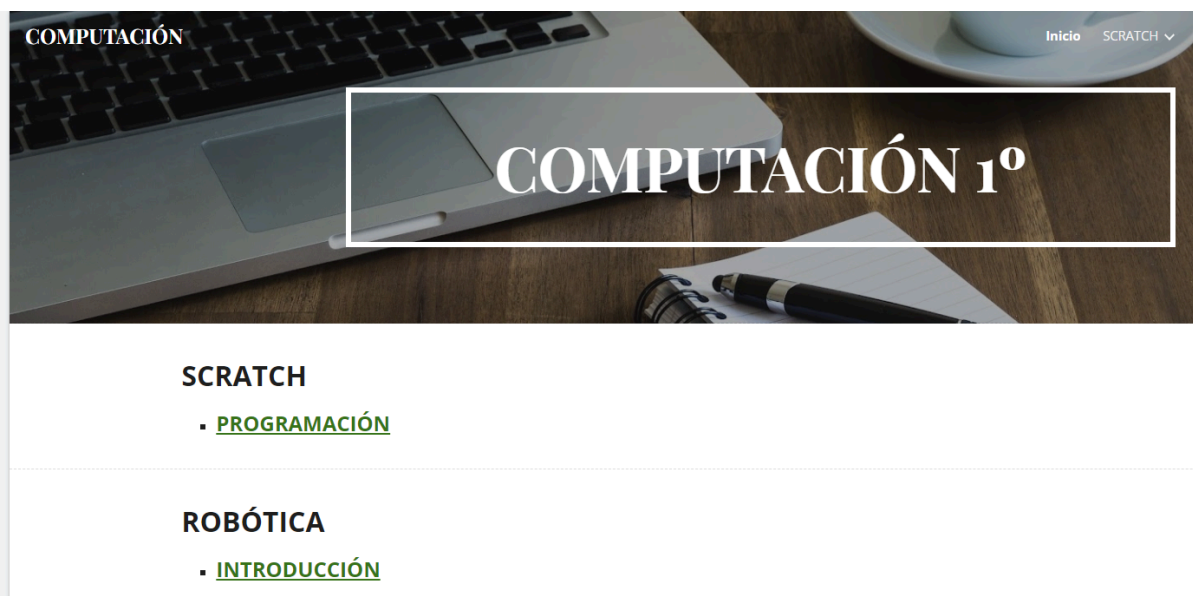 COMPUTACIÓN
Inicio SCRATCH
COMPUTACIÓN 1º
SCRATCH
PROGRAMACIÓN
ROBÓTICA
INTRODUCCIÓN